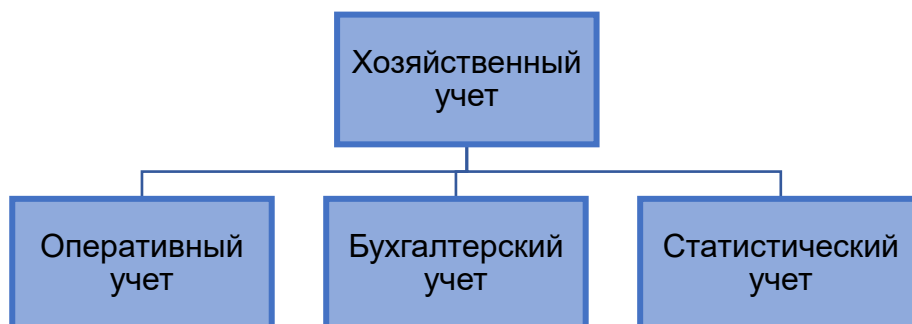 Хозяйственный
учет
Оперативный
учет
Бухгалтерский
учет
Статистический
учет